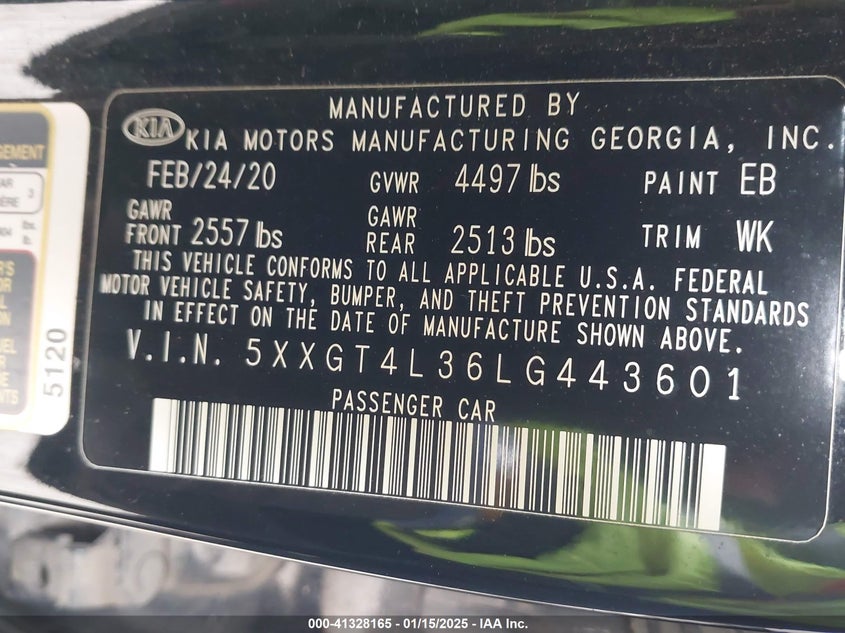 MANUFACTURED BY
KIA KIA MOTORS MANUFACTURING GEORGIA, INC.
FEB/24/20 GVWR 4497 lbs PAINT EB
GAWR FRONT 2557 lbs GAWR REAR 2513 lbs TRIM WK
THIS VEHICLE CONFORMS TO ALL APPLICABLE U.S.A. FEDERAL
MOTOR VEHICLE SAFETY, BUMPER, AND THEFT PREVENTION STANDARDS
IN EFFECT ON THE DATE OF MANUFACTURE SHOWN ABOVE.
V.I.N. 5XXGT4L36LG443601
PASSENGER CAR
3
lbs.
lb.
5120
000-41328165 - 01/15/2025 - IAA Inc.